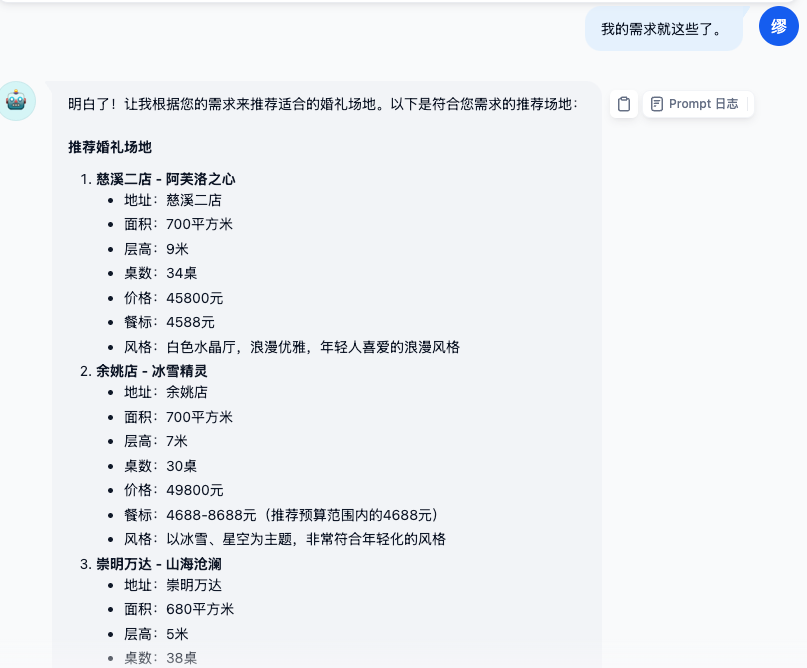 我的需求就这些了。
缪
明白了！让我根据您的需求来推荐适合的婚礼场地。以下是符合您需求的推荐场地：
Prompt 日志
推荐婚礼场地
1. 慈溪二店 - 阿芙洛之心
• 地址：慈溪二店
• 面积：700平方米
• 层高：9米
• 桌数：34桌
• 价格：45800元
• 餐标：4588元
• 风格：白色水晶厅，浪漫优雅，年轻人喜爱的浪漫风格
2. 余姚店 - 冰雪精灵
• 地址：余姚店
• 面积：700平方米
• 层高：7米
• 桌数：30桌
• 价格：49800元
• 餐标：4688-8688元（推荐预算范围内的4688元）
• 风格：以冰雪、星空为主题，非常符合年轻化的风格
3. 崇明万达 - 山海沧澜
• 地址：崇明万达
• 面积：680平方米
• 层高：5米
• 桌数：38桌